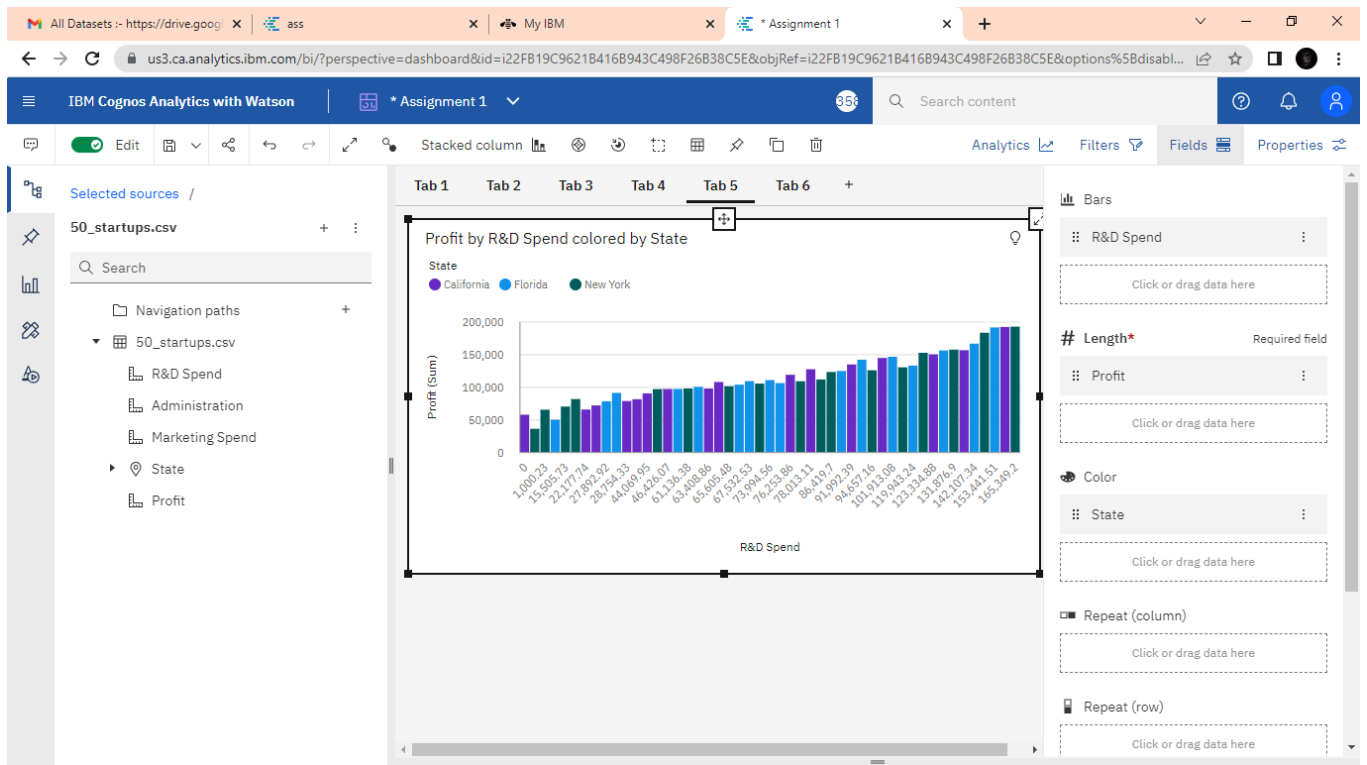 All Datasets :- https://drive.goog
ass
My IBM
* Assignment 1
us3.ca.analytics.ibm.com/bi/?perspective=dashboard&id=i22FB19C9621B416B943C498F26B38C5E&objRef=i22FB19C9621B416B943C498F26B38C5E&options%5Bdisabl...
IBM Cognos Analytics with Watson
* Assignment 1
Search content
Edit
Stacked column
Analytics
Filters
Fields
Properties
Selected sources /
50_startups.csv
Search
Navigation paths
50_startups.csv
R&D Spend
Administration
Marketing Spend
State
Profit
Tab 1 Tab 2 Tab 3 Tab 4 Tab 5 Tab 6 +
Profit by R&D Spend colored by State
State
California Florida New York
Profit (Sum)
200,000
150,000
100,000
50,000
0
0 1,000.23 15,505.73 22,177.74 27,892.92 28,754.33 44,069.95 46,426.07 61,136.38 63,408.86 65,605.48 67,532.53 73,994.56 76,253.86 78,013.11 86,419.7 91,992.39 94,657.16 101,913.08 119,943.24 123,334.88 131,876.9 142,107.34 153,441.51 165,349.2
R&D Spend
Bars
R&D Spend
Click or drag data here
Length* Required field
Profit
Click or drag data here
Color
State
Click or drag data here
Repeat (column)
Click or drag data here
Repeat (row)
Click or drag data here